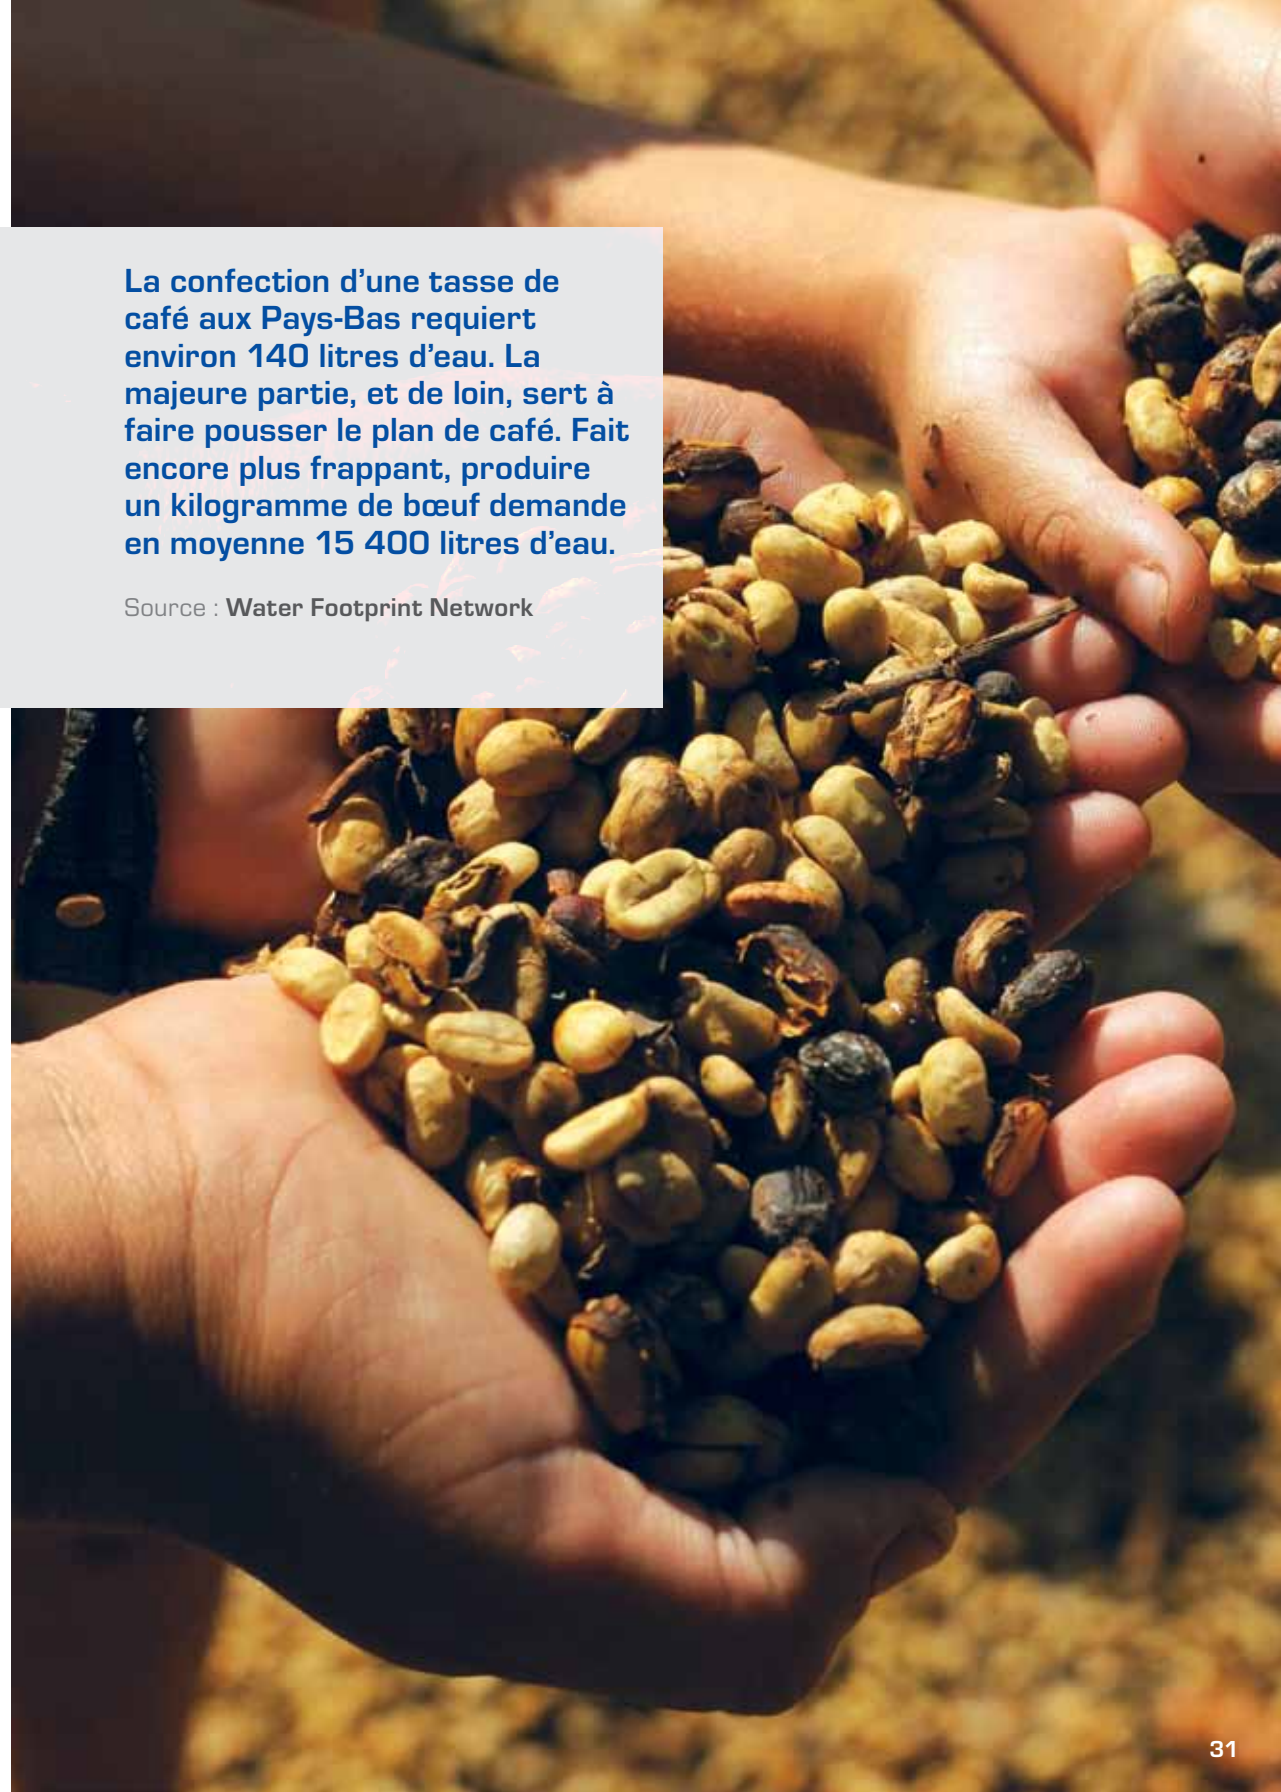 La confection d’une tasse de
café aux Pays-Bas requiert
environ 140 litres d’eau. La
majeure partie, et de loin, sert à
faire pousser le plan de café. Fait
encore plus frappant, produire
un kilogramme de bœuf demande
en moyenne 15 400 litres d’eau.
Source : Water Footprint Network
31